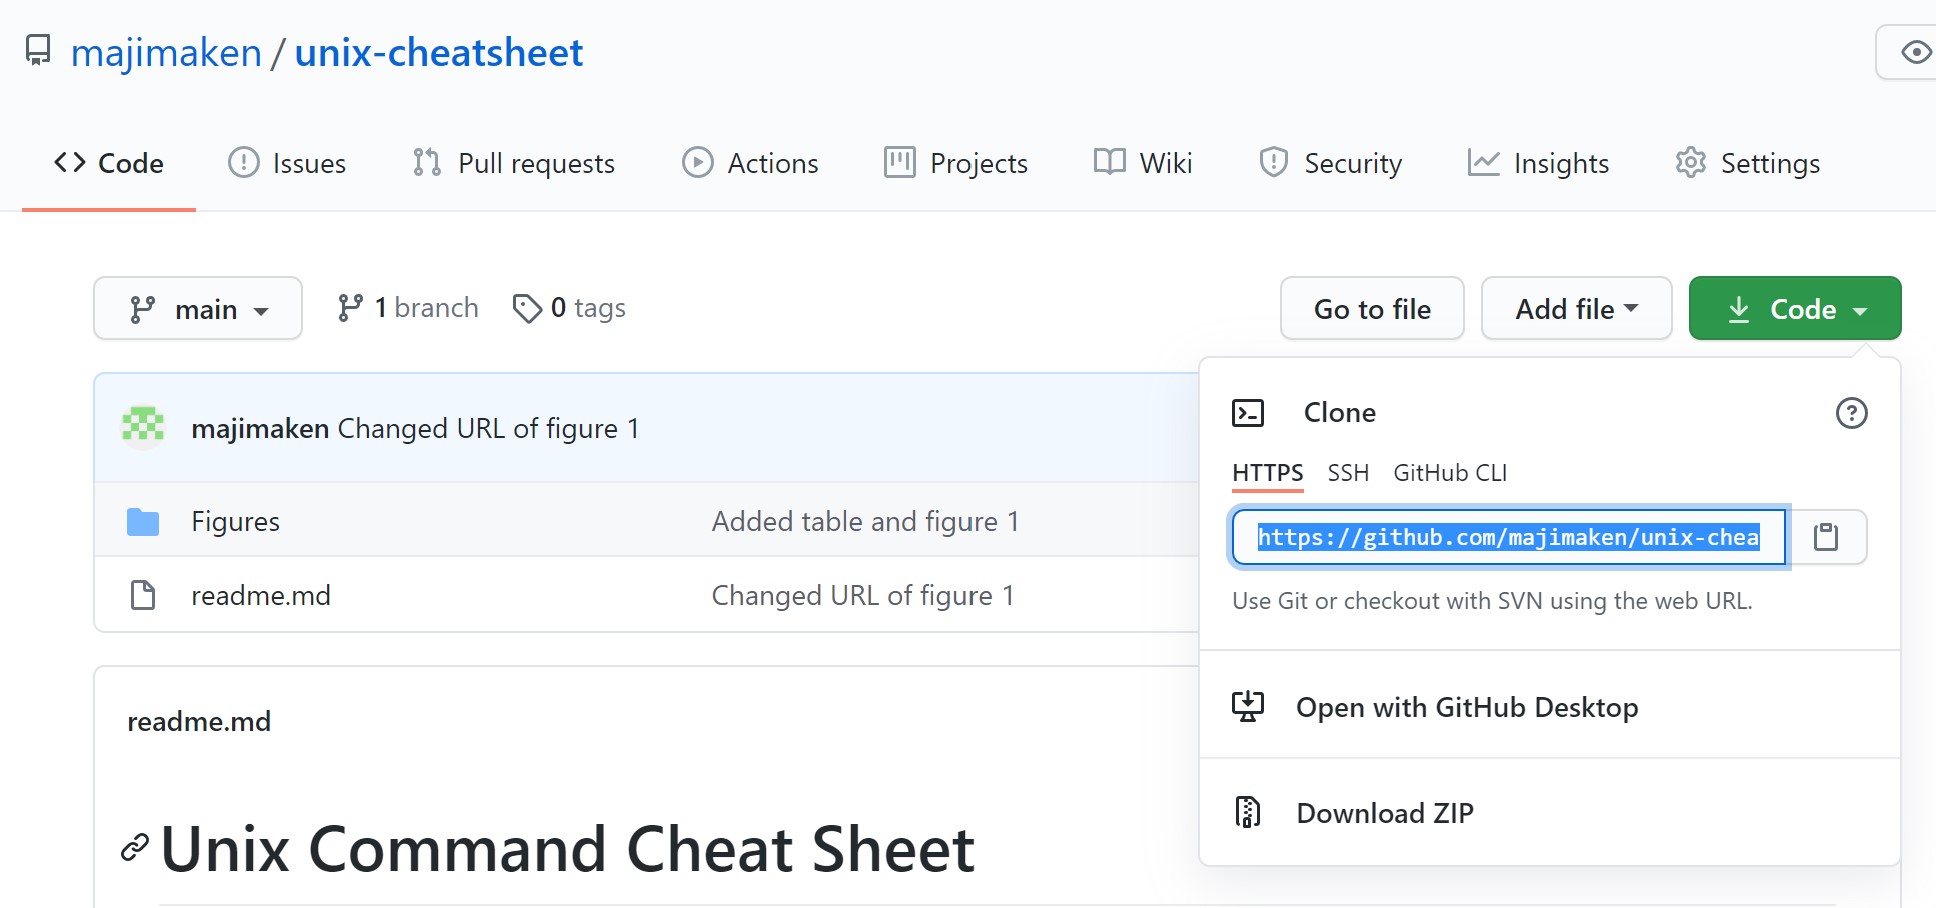 majimaken / unix-cheatsheet
Code Issues Pull requests Actions Projects Wiki Security Insights Settings
main 1 branch 0 tags Go to file Add file Code
majimaken Changed URL of figure 1
Figures Added table and figure 1
readme.md Changed URL of figure 1
Clone
HTTPS SSH GitHub CLI
https://github.com/majimaken/unix-chea
Use Git or checkout with SVN using the web URL.
Open with GitHub Desktop
Download ZIP
readme.md
Unix Command Cheat Sheet